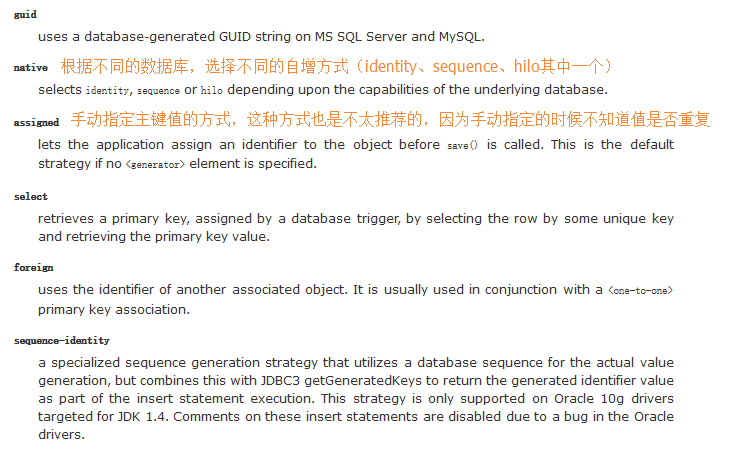 guid
uses a database-generated GUID string on MS SQL Server and MySQL.
native 根据不同的数据库，选择不同的自增方式（identity、sequence、hilo其中一个）
selects identity, sequence or hilo depending upon the capabilities of the underlying database.
assigned 手动指定主键值的方式，这种方式也是不太推荐的，因为手动指定的时候不知道值是否重复
lets the application assign an identifier to the object before save() is called. This is the default
strategy if no <generator> element is specified.
select
retrieves a primary key, assigned by a database trigger, by selecting the row by some unique key
and retrieving the primary key value.
foreign
uses the identifier of another associated object. It is usually used in conjunction with a <one-to-one>
primary key association.
sequence-identity
a specialized sequence generation strategy that utilizes a database sequence for the actual value
generation, but combines this with JDBC3 getGeneratedKeys to return the generated identifier value
as part of the insert statement execution. This strategy is only supported on Oracle 10g drivers
targeted for JDK 1.4. Comments on these insert statements are disabled due to a bug in the Oracle
drivers.